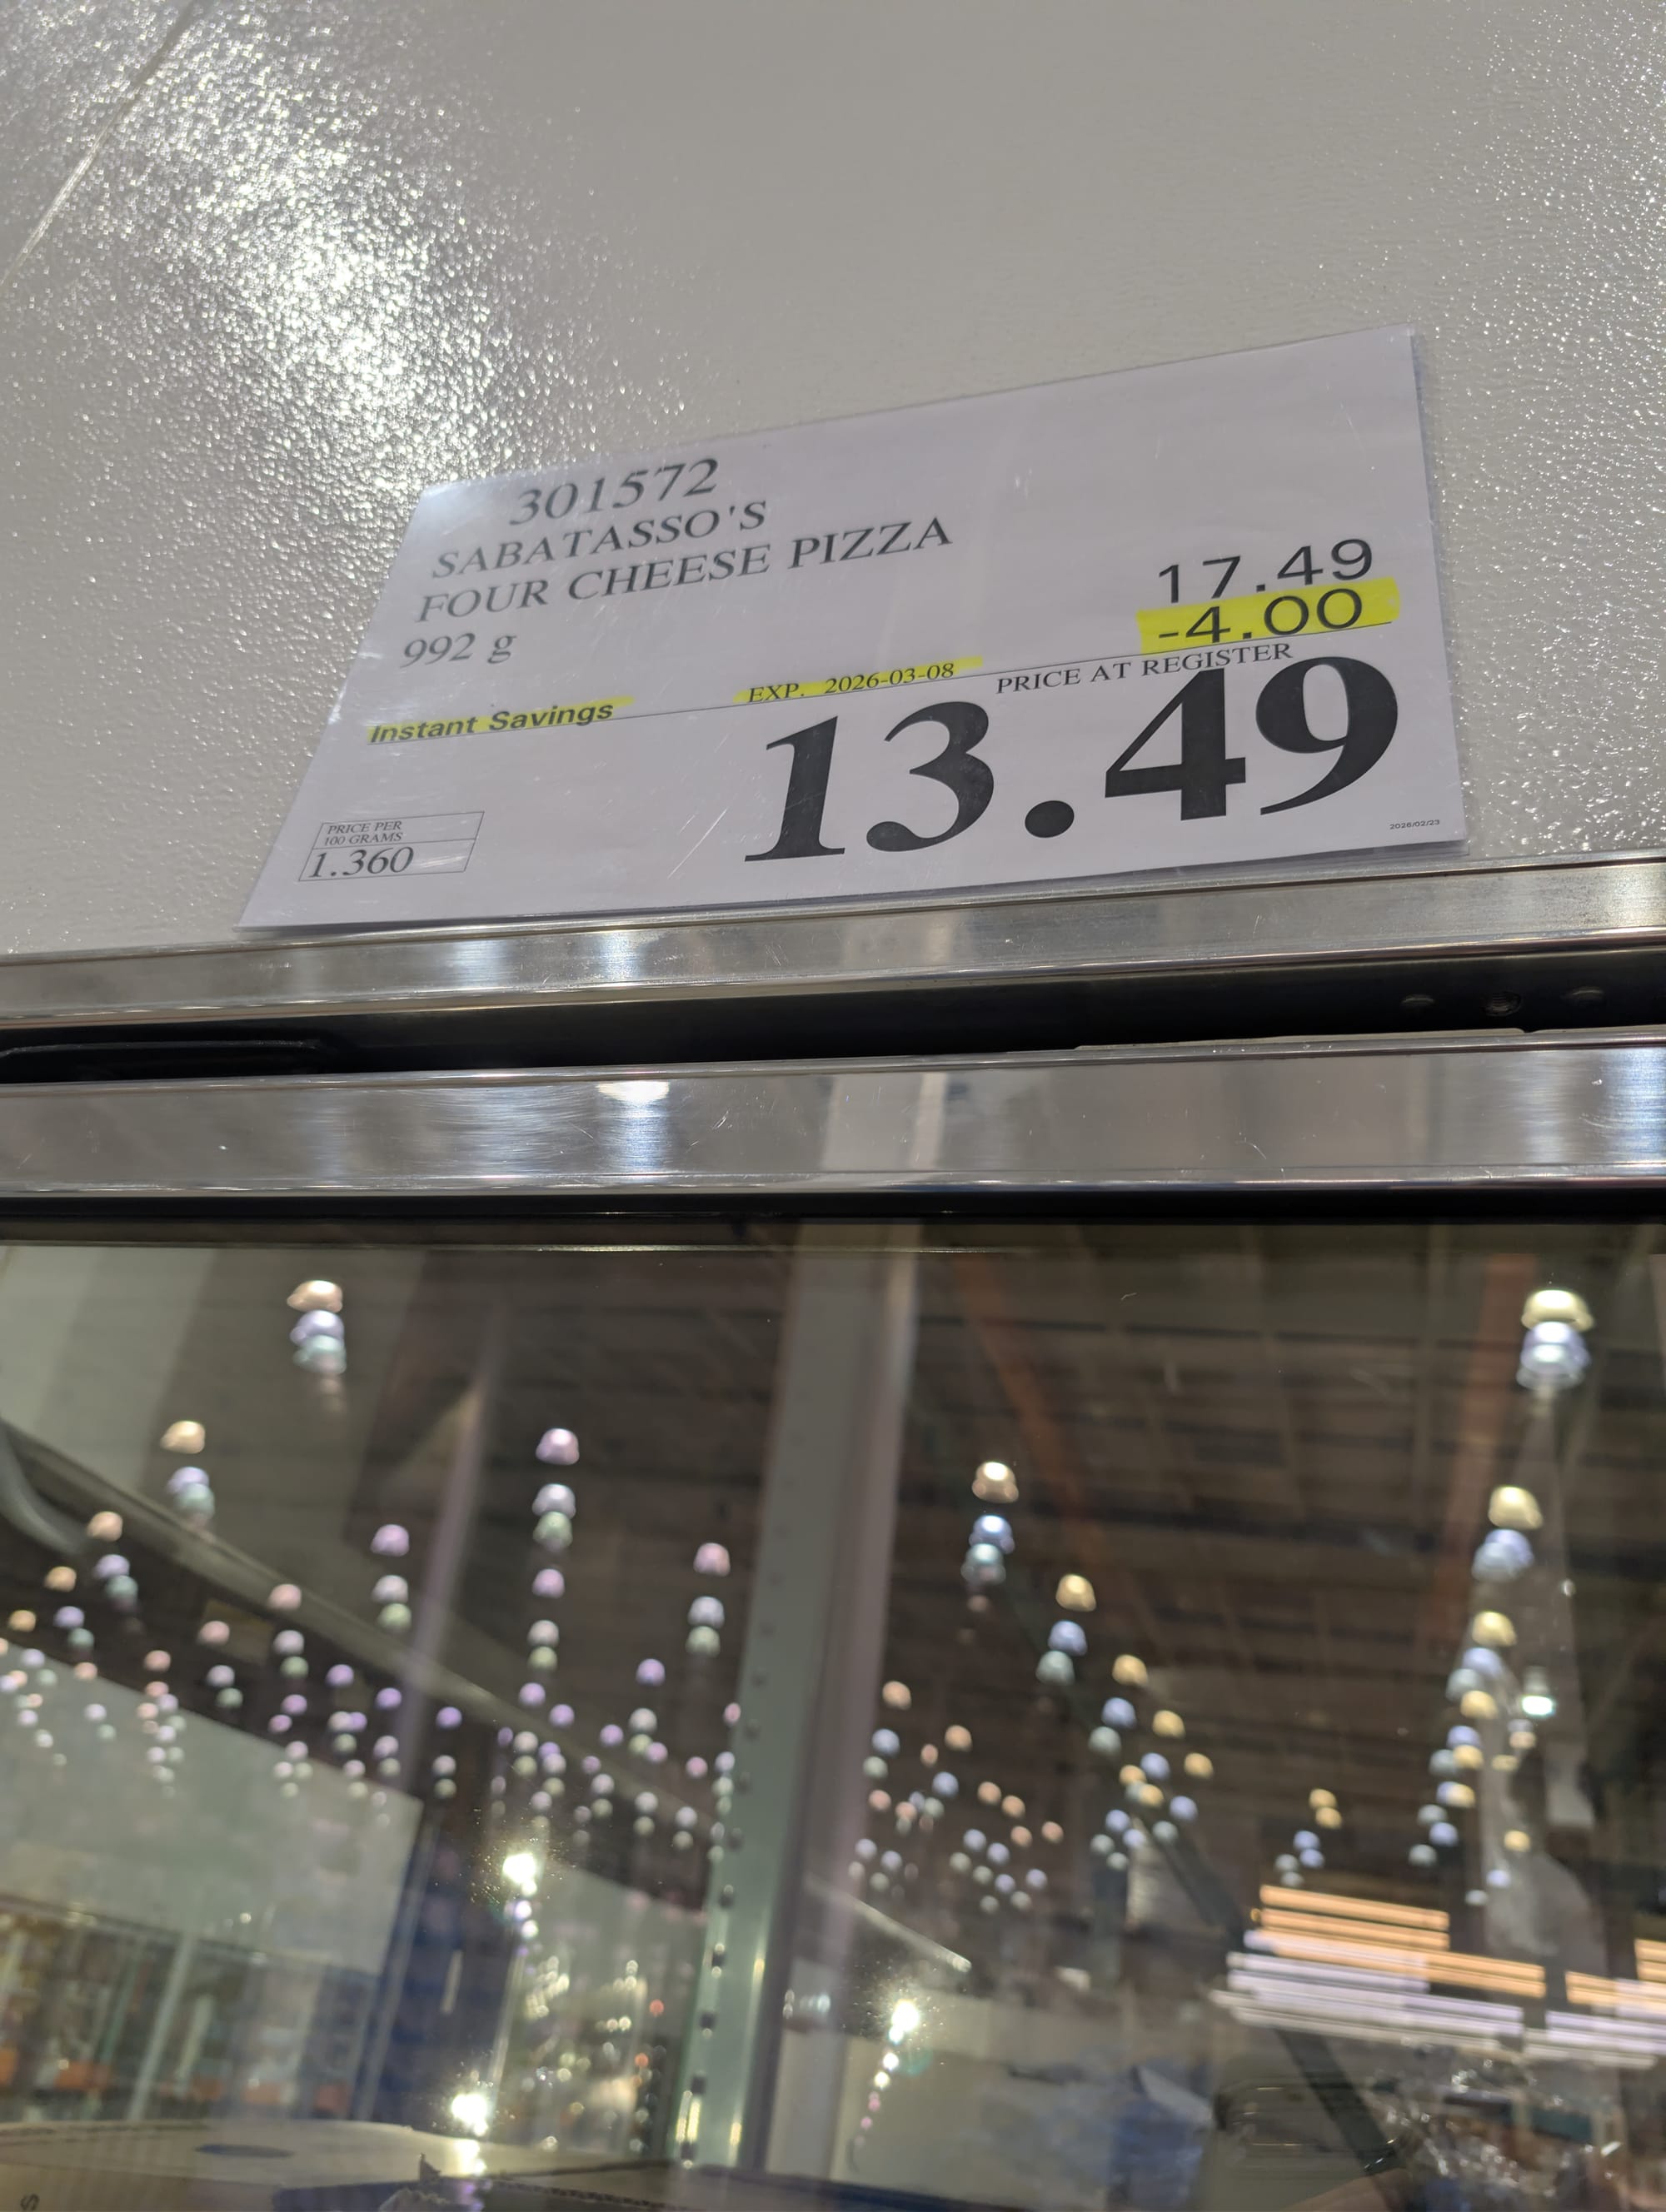 301572
SABATASSO'S
FOUR CHEESE PIZZA
992 g
17.49
-4.00
Instant Savings
EXP. 2026-03-08
PRICE AT REGISTER
13.49
PRICE PER
100 GRAMS
1.360
2026/02/23